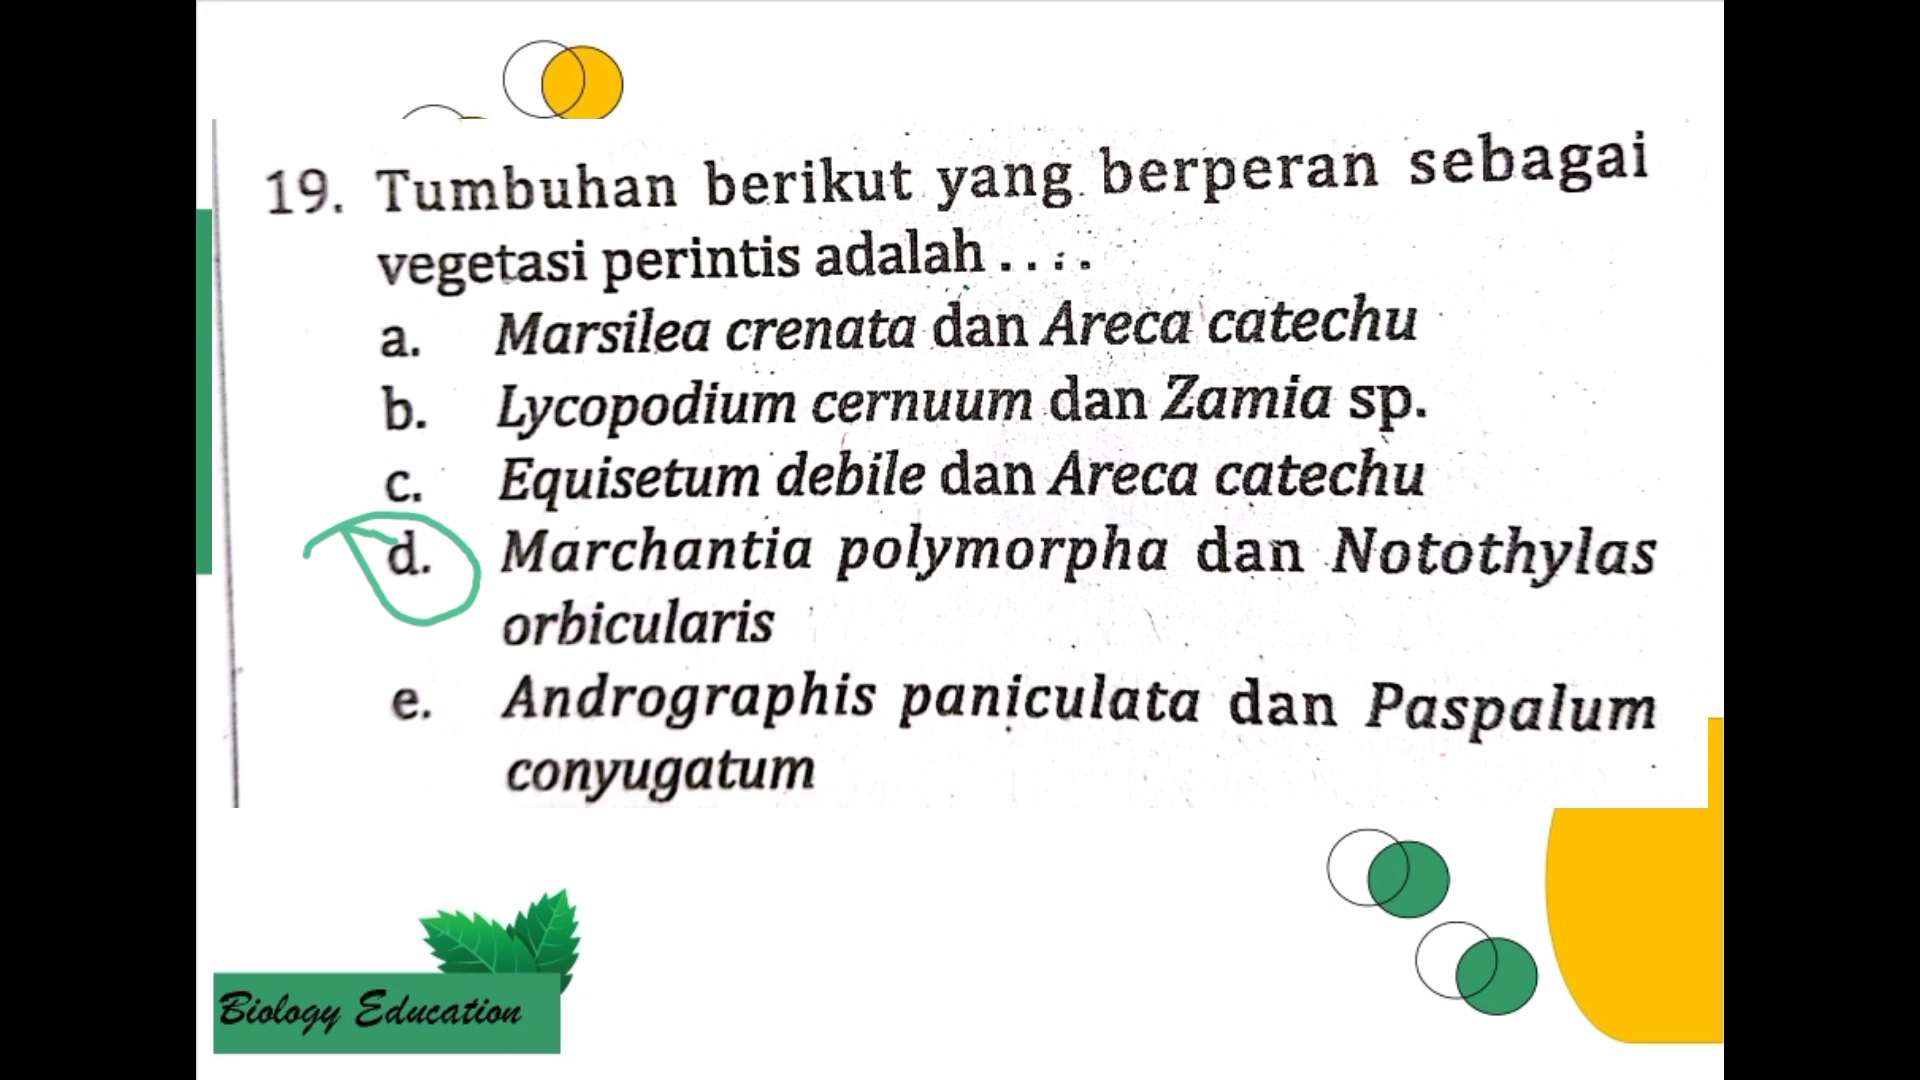 19. Tumbuhan berikut yang berperan sebagai
vegetasi perintis adalah . . . .
a. Marsilea crenata dan Areca catechu
b. Lycopodium cernuum dan Zamia sp.
c. Equisetum debile dan Areca catechu
d. Marchantia polymorpha dan Notothylas
orbicularis
e. Andrographis paniculata dan Paspalum
conyugatum
Biology Education